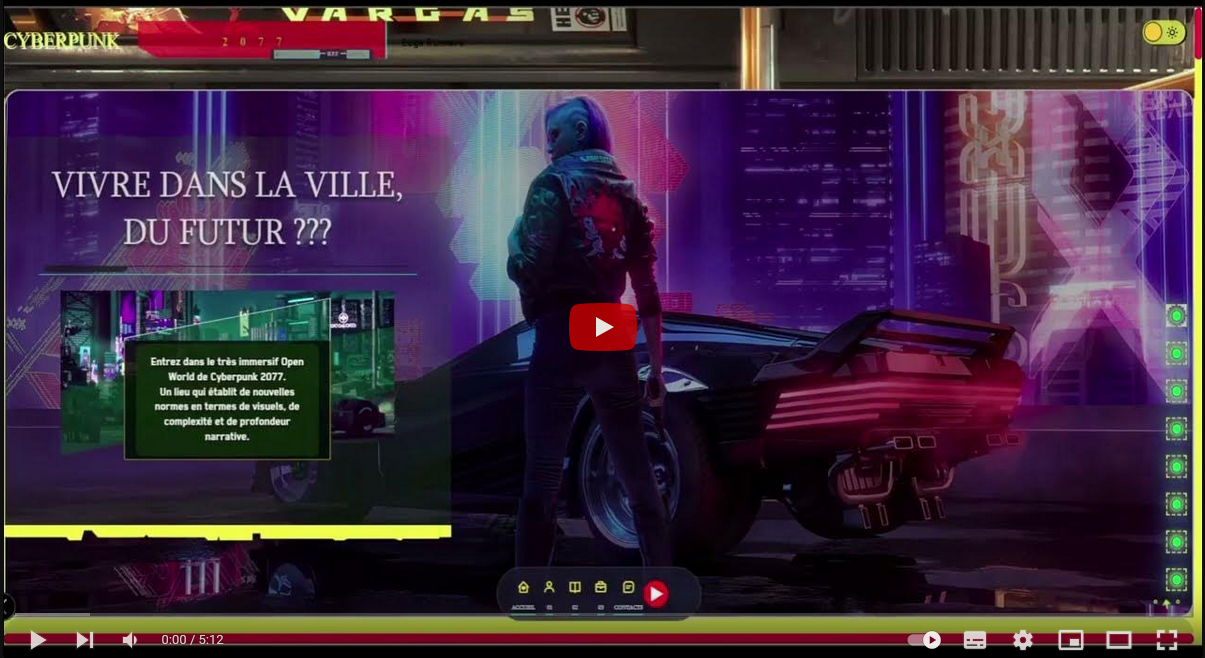 VARGAS
CYBERPUNK
2 0 7 7
VIVRE DANS LA VILLE,
DU FUTUR ???
Entrez dans le très immersif Open
World de Cyberpunk 2077.
Un lieu qui établit de nouvelles
normes en termes de visuels, de
complexité et de profondeur
narrative.
ACCUEIL 01 02 03 CONTACTS
0:00 / 5:12